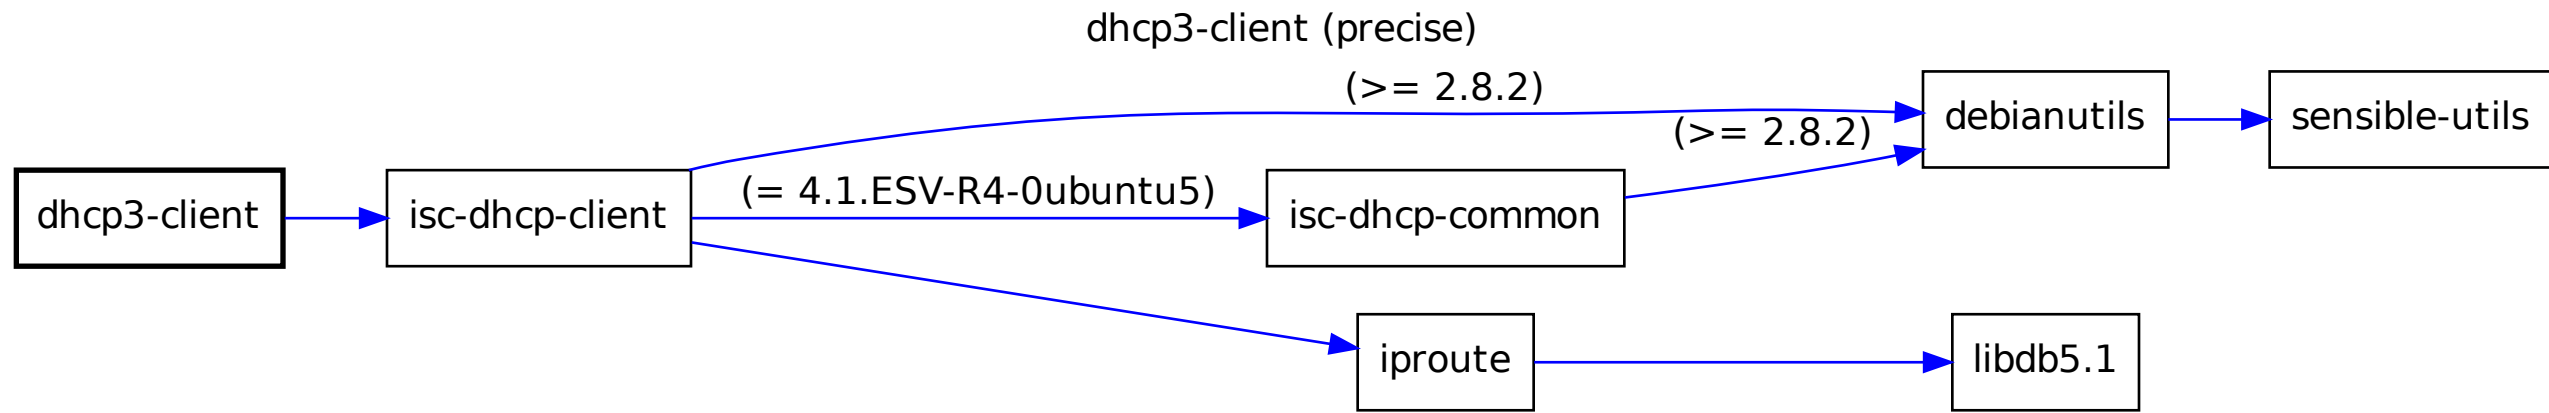 dhcp3-client (precise)
(>= 2.8.2)
debianutils
sensible-utils
(>= 2.8.2)
dhcp3-client
isc-dhcp-client
(= 4.1.ESV-R4-0ubuntu5)
isc-dhcp-common
iproute
libdb5.1